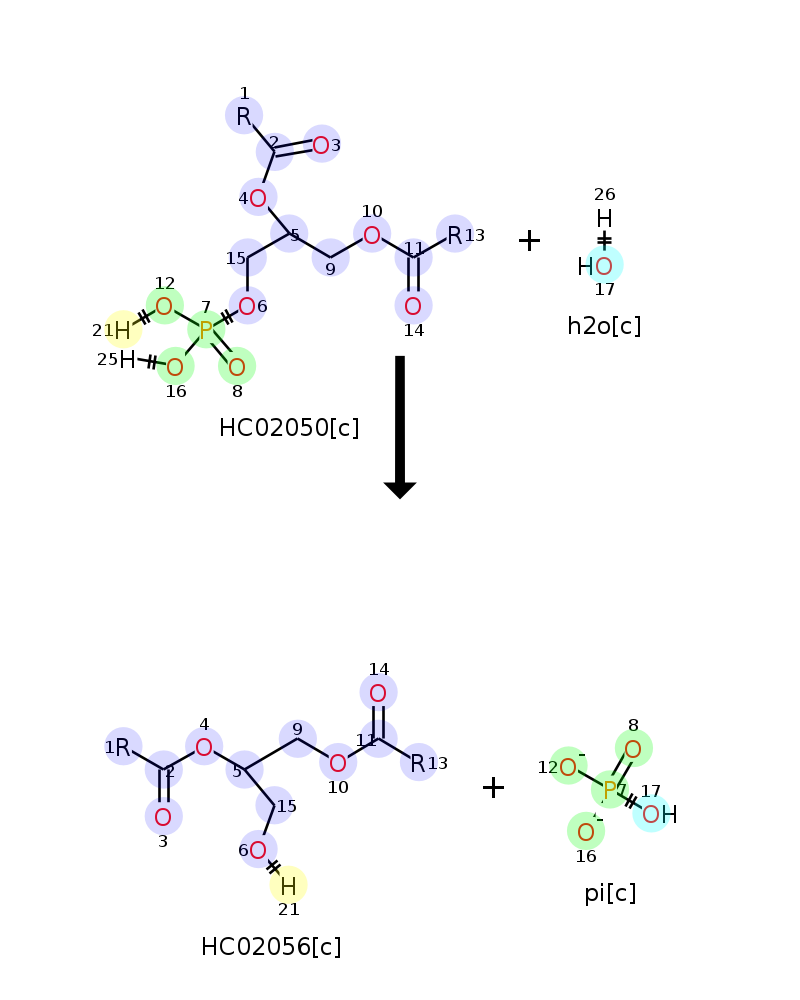 1
R
2
O3
4O
5
10
O
R13
11
15
9
26
H
+
HO
17
h2o[c]
12
O
7
O6
O
14
21H
P
25H
O
O
16
8
HC02050[c]
14
O
8
4
9
1R
O
11
12O
-
O
2
5
O
R13
+
P7
17
10
15
OH
O
3
O
-
16
6O
H
21
pi[c]
HC02056[c]